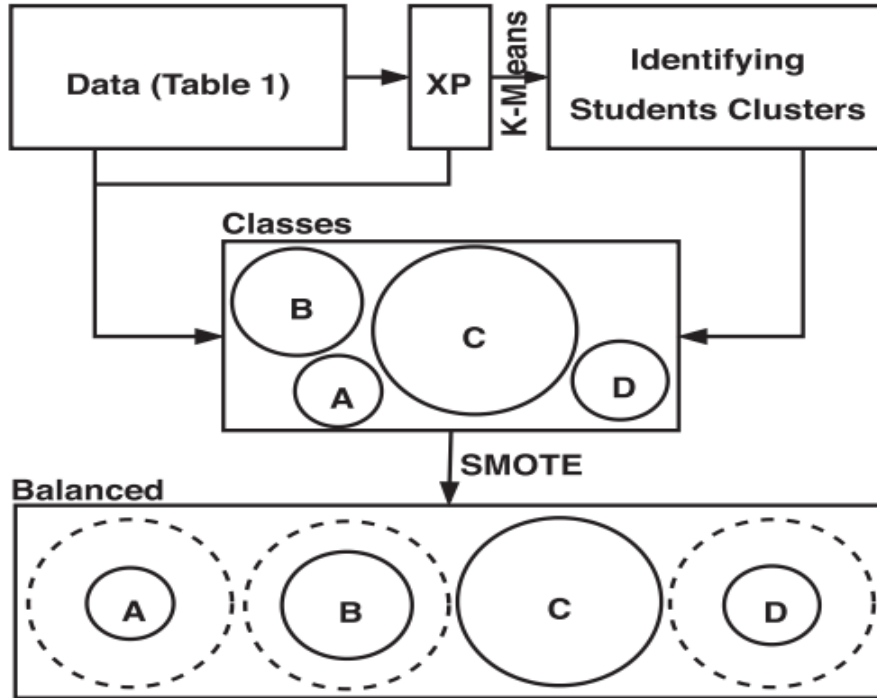 Data (Table 1)
XP
K-Means
Identifying
Students Clusters
Classes
B
C
A
D
SMOTE
Balanced
A
B
C
D